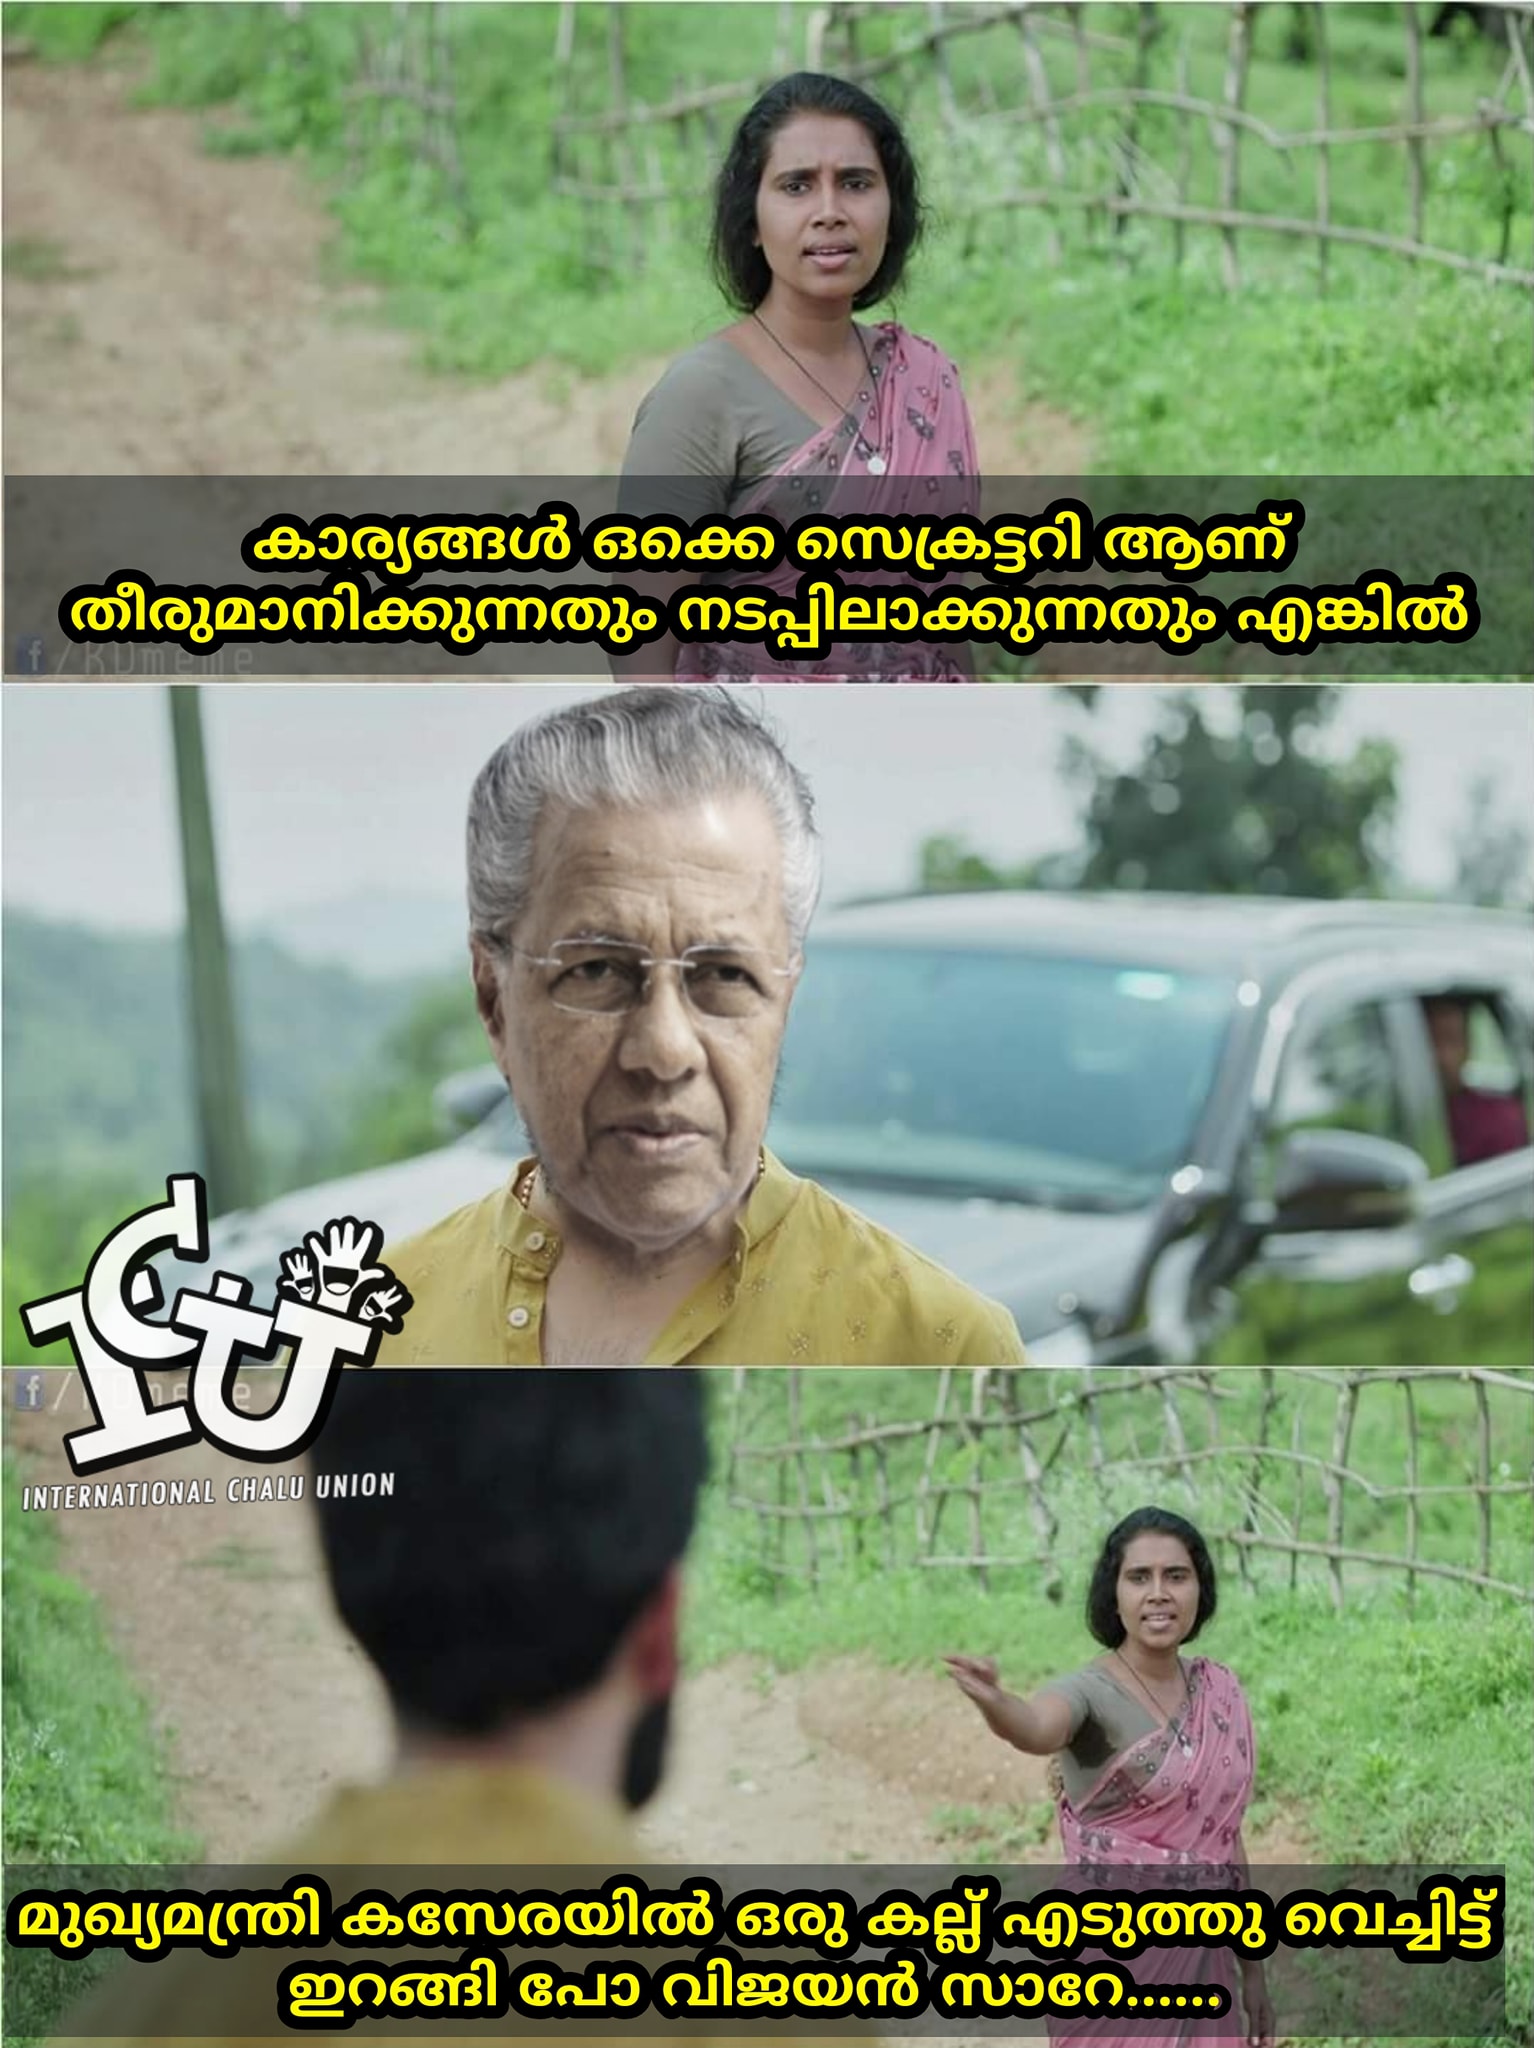 കാര്യങ്ങൾ ഒക്കെ സെക്രട്ടറി ആണ്
തീരുമാനിക്കുന്നതും നടപ്പിലാക്കുന്നതും എങ്കിൽ
f/KDmeme
ICU
f/KDmeme
INTERNATIONAL CHALU UNION
മുഖ്യമന്ത്രി കസേരയിൽ ഒരു കല്ല് എടുത്തു വെച്ചിട്ട്
ഇറങ്ങി പോ വിജയൻ സാറേ......